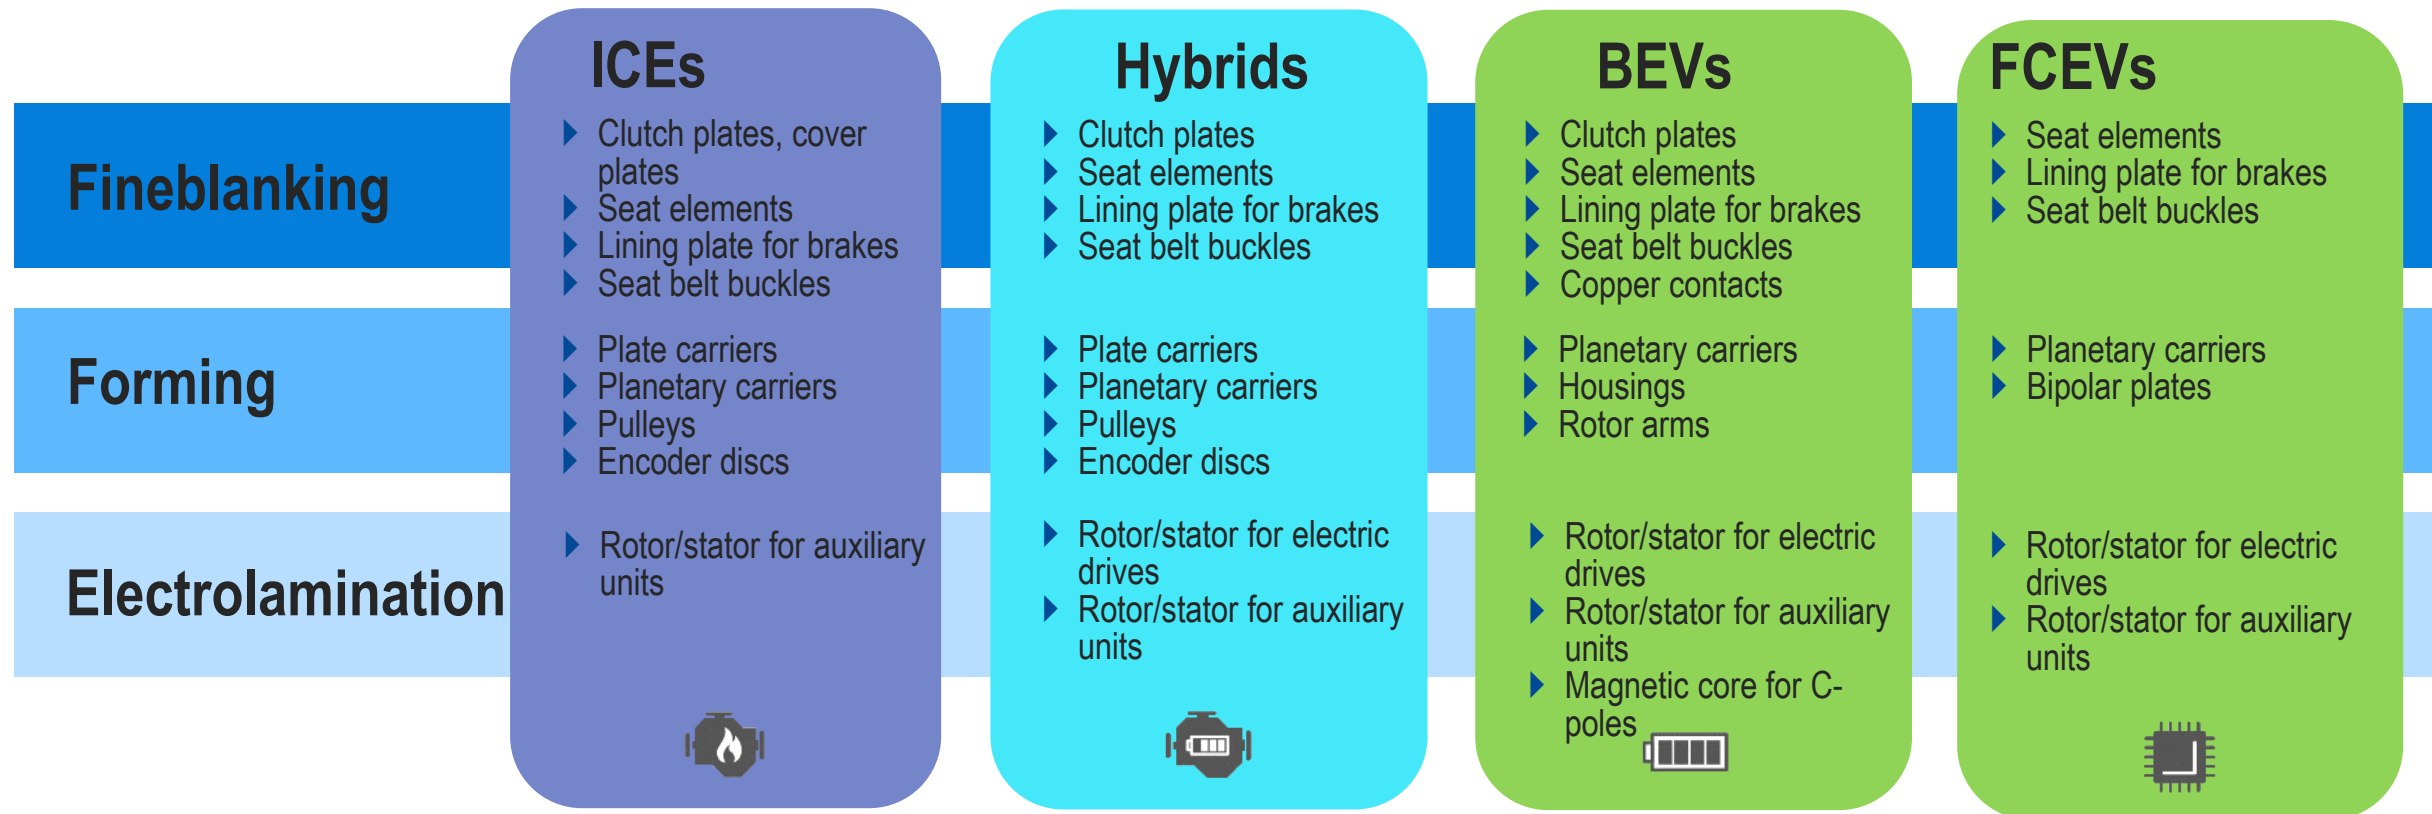 ICEs
Hybrids
BEVs
FCEVs
Fineblanking
Clutch plates, cover
plates
Seat elements
Lining plate for brakes
Seat belt buckles
Clutch plates
Seat elements
Lining plate for brakes
Seat belt buckles
Clutch plates
Seat elements
Lining plate for brakes
Seat belt buckles
Copper contacts
Seat elements
Lining plate for brakes
Seat belt buckles
Forming
Plate carriers
Planetary carriers
Pulleys
Encoder discs
Plate carriers
Planetary carriers
Pulleys
Encoder discs
Planetary carriers
Housings
Rotor arms
Planetary carriers
Bipolar plates
Electrolamination
Rotor/stator for auxiliary
units
Rotor/stator for electric
drives
Rotor/stator for auxiliary
units
Rotor/stator for electric
drives
Rotor/stator for auxiliary
units
Magnetic core for C-
poles
Rotor/stator for electric
drives
Rotor/stator for auxiliary
units